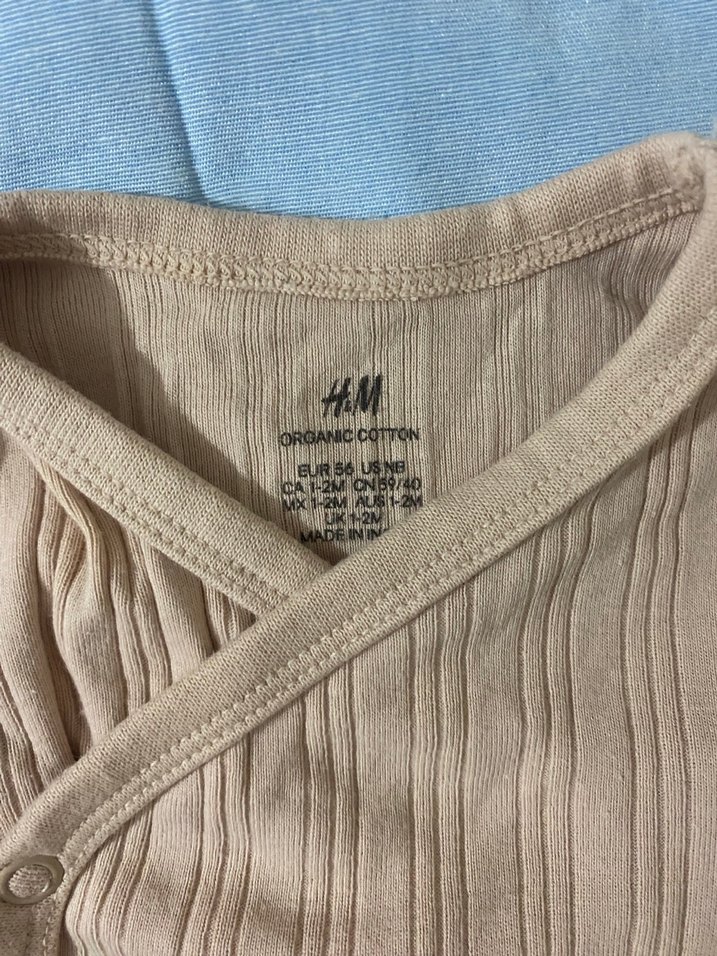 H&M
ORGANIC COTTON
EUR 56 US NB
CA 1-2M CN 59/40
MX 1-2M AUS 1-2M
UK 1-2M
MADE IN